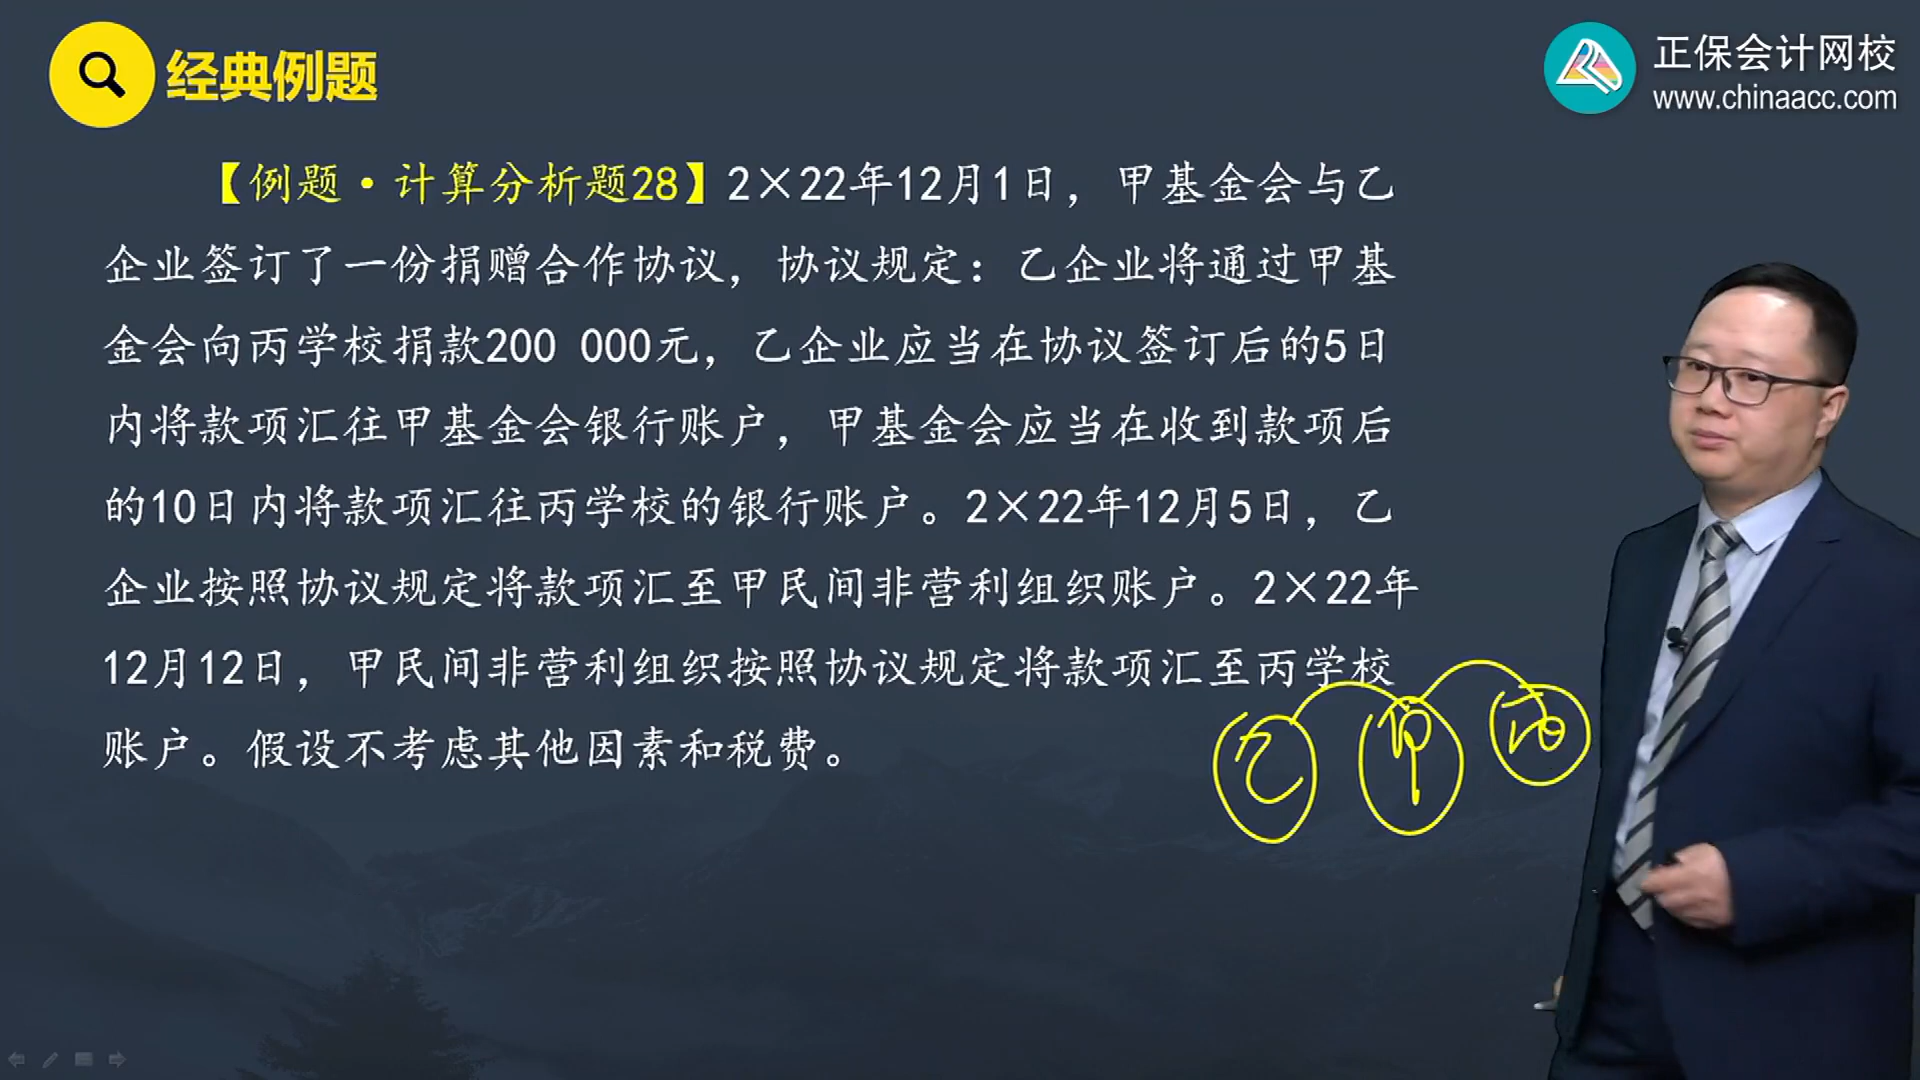 经典例题
正保会计网校
www.chinaacc.com
【例题·计算分析题28】2×22年12月1日，甲基金会与乙
企业签订了一份捐赠合作协议，协议规定：乙企业将通过甲基
金会向丙学校捐款200 000元，乙企业应当在协议签订后的5日
内将款项汇往甲基金会银行账户，甲基金会应当在收到款项后
的10日内将款项汇往丙学校的银行账户。2×22年12月5日，乙
企业按照协议规定将款项汇至甲民间非营利组织账户。2×22年
12月12日，甲民间非营利组织按照协议规定将款项汇至丙学校
账户。假设不考虑其他因素和税费。
乙 甲 丙